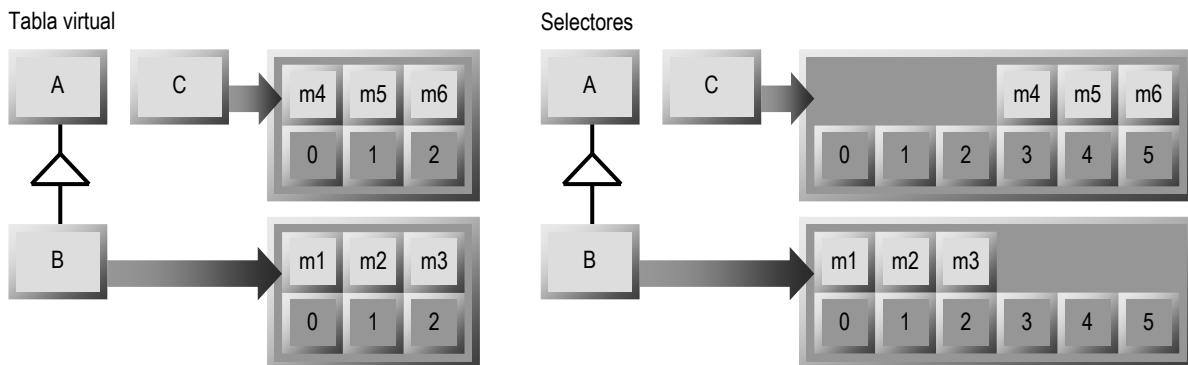 Tabla virtual
A
C
m4 m5 m6
0 1 2
B
m1 m2 m3
0 1 2
Selectores
A
C
m4 m5 m6
0 1 2 3 4 5
B
m1 m2 m3
0 1 2 3 4 5